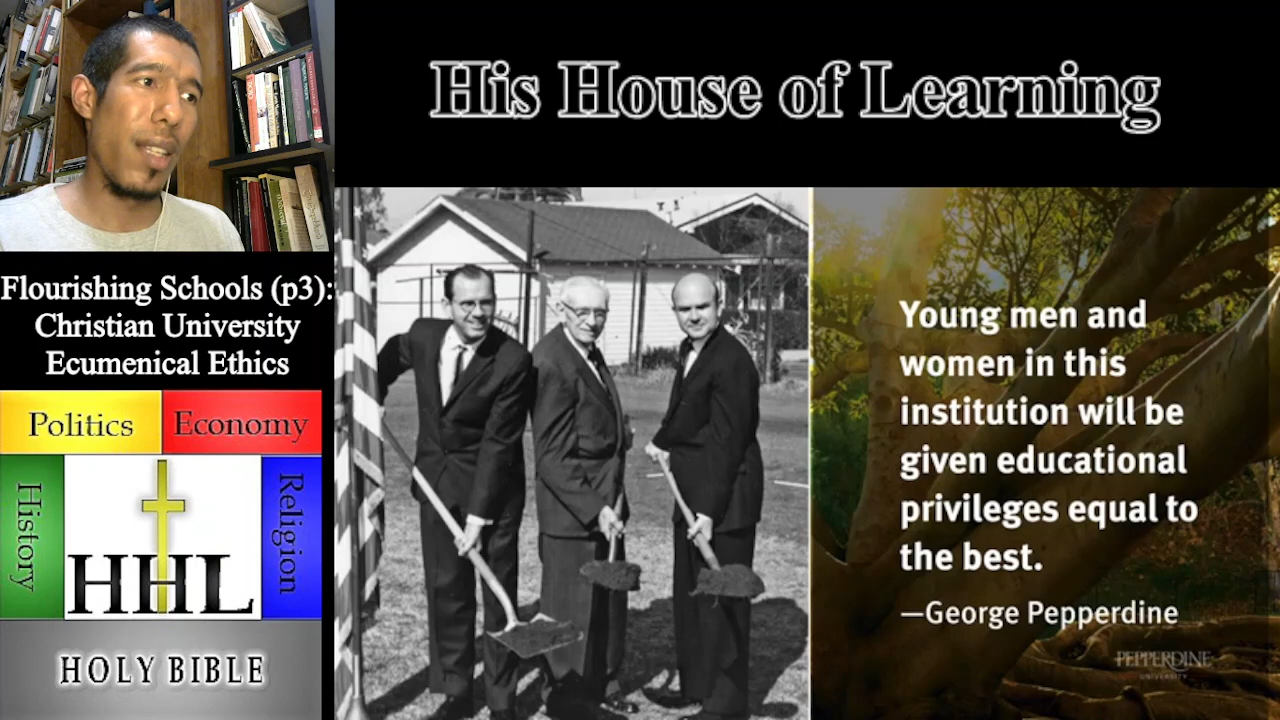 His House of Learning
Flourishing Schools (p3):
Christian University
Ecumenical Ethics
Politics
Economy
History
Religion
HHL
HOLY BIBLE
Young men and
women in this
institution will be
given educational
privileges equal to
the best.
—George Pepperdine
PEPPERDINE
UNIVERSITY